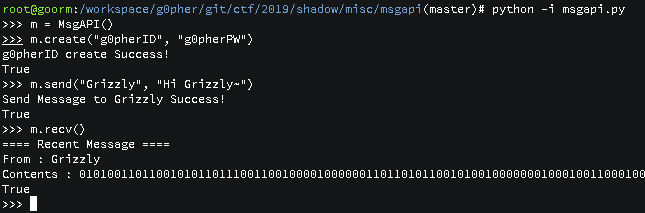 root@goorm:/workspace/g0pher/git/ctf/2019/shadow/misc/msgapi(master)# python -i msgapi.py
>>> m = MsgAPI()
>>> m.create("g0pherID", "g0pherPW")
g0pherID create Success!
True
>>> m.send("Grizzly", "Hi Grizzly~")
Send Message to Grizzly Success!
True
>>> m.recv()
==== Recent Message ====
From : Grizzly
Contents : 01010011011001010110111001100100001000000110110101100101001000000100010011000100
True
>>>